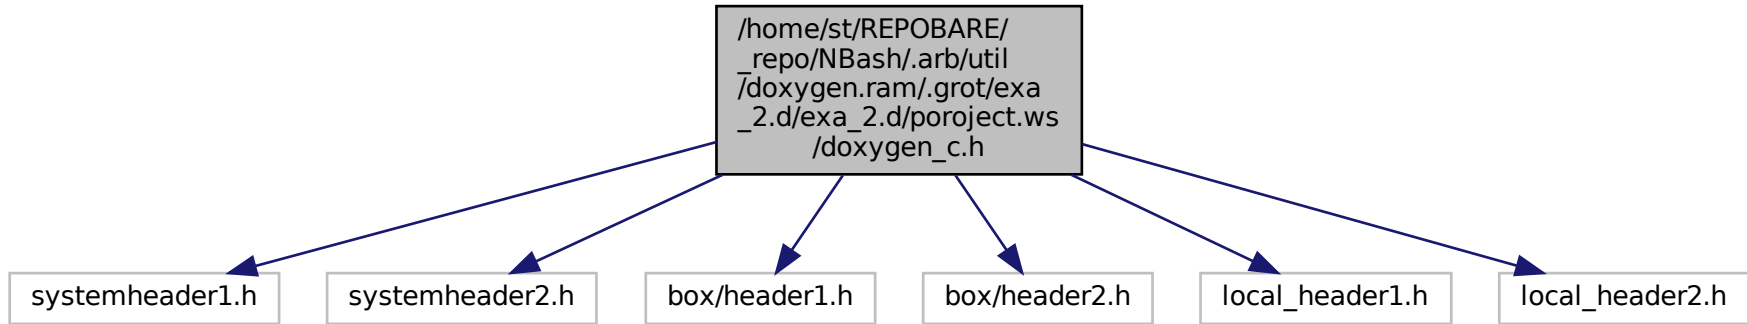 /home/st/REPOBARE/
_repo/NBash/.arb/util
/doxygen.ram/.grot/exa
_2.d/exa_2.d/poroject.ws
/doxygen_c.h
systemheader1.h
systemheader2.h
box/header1.h
box/header2.h
local_header1.h
local_header2.h